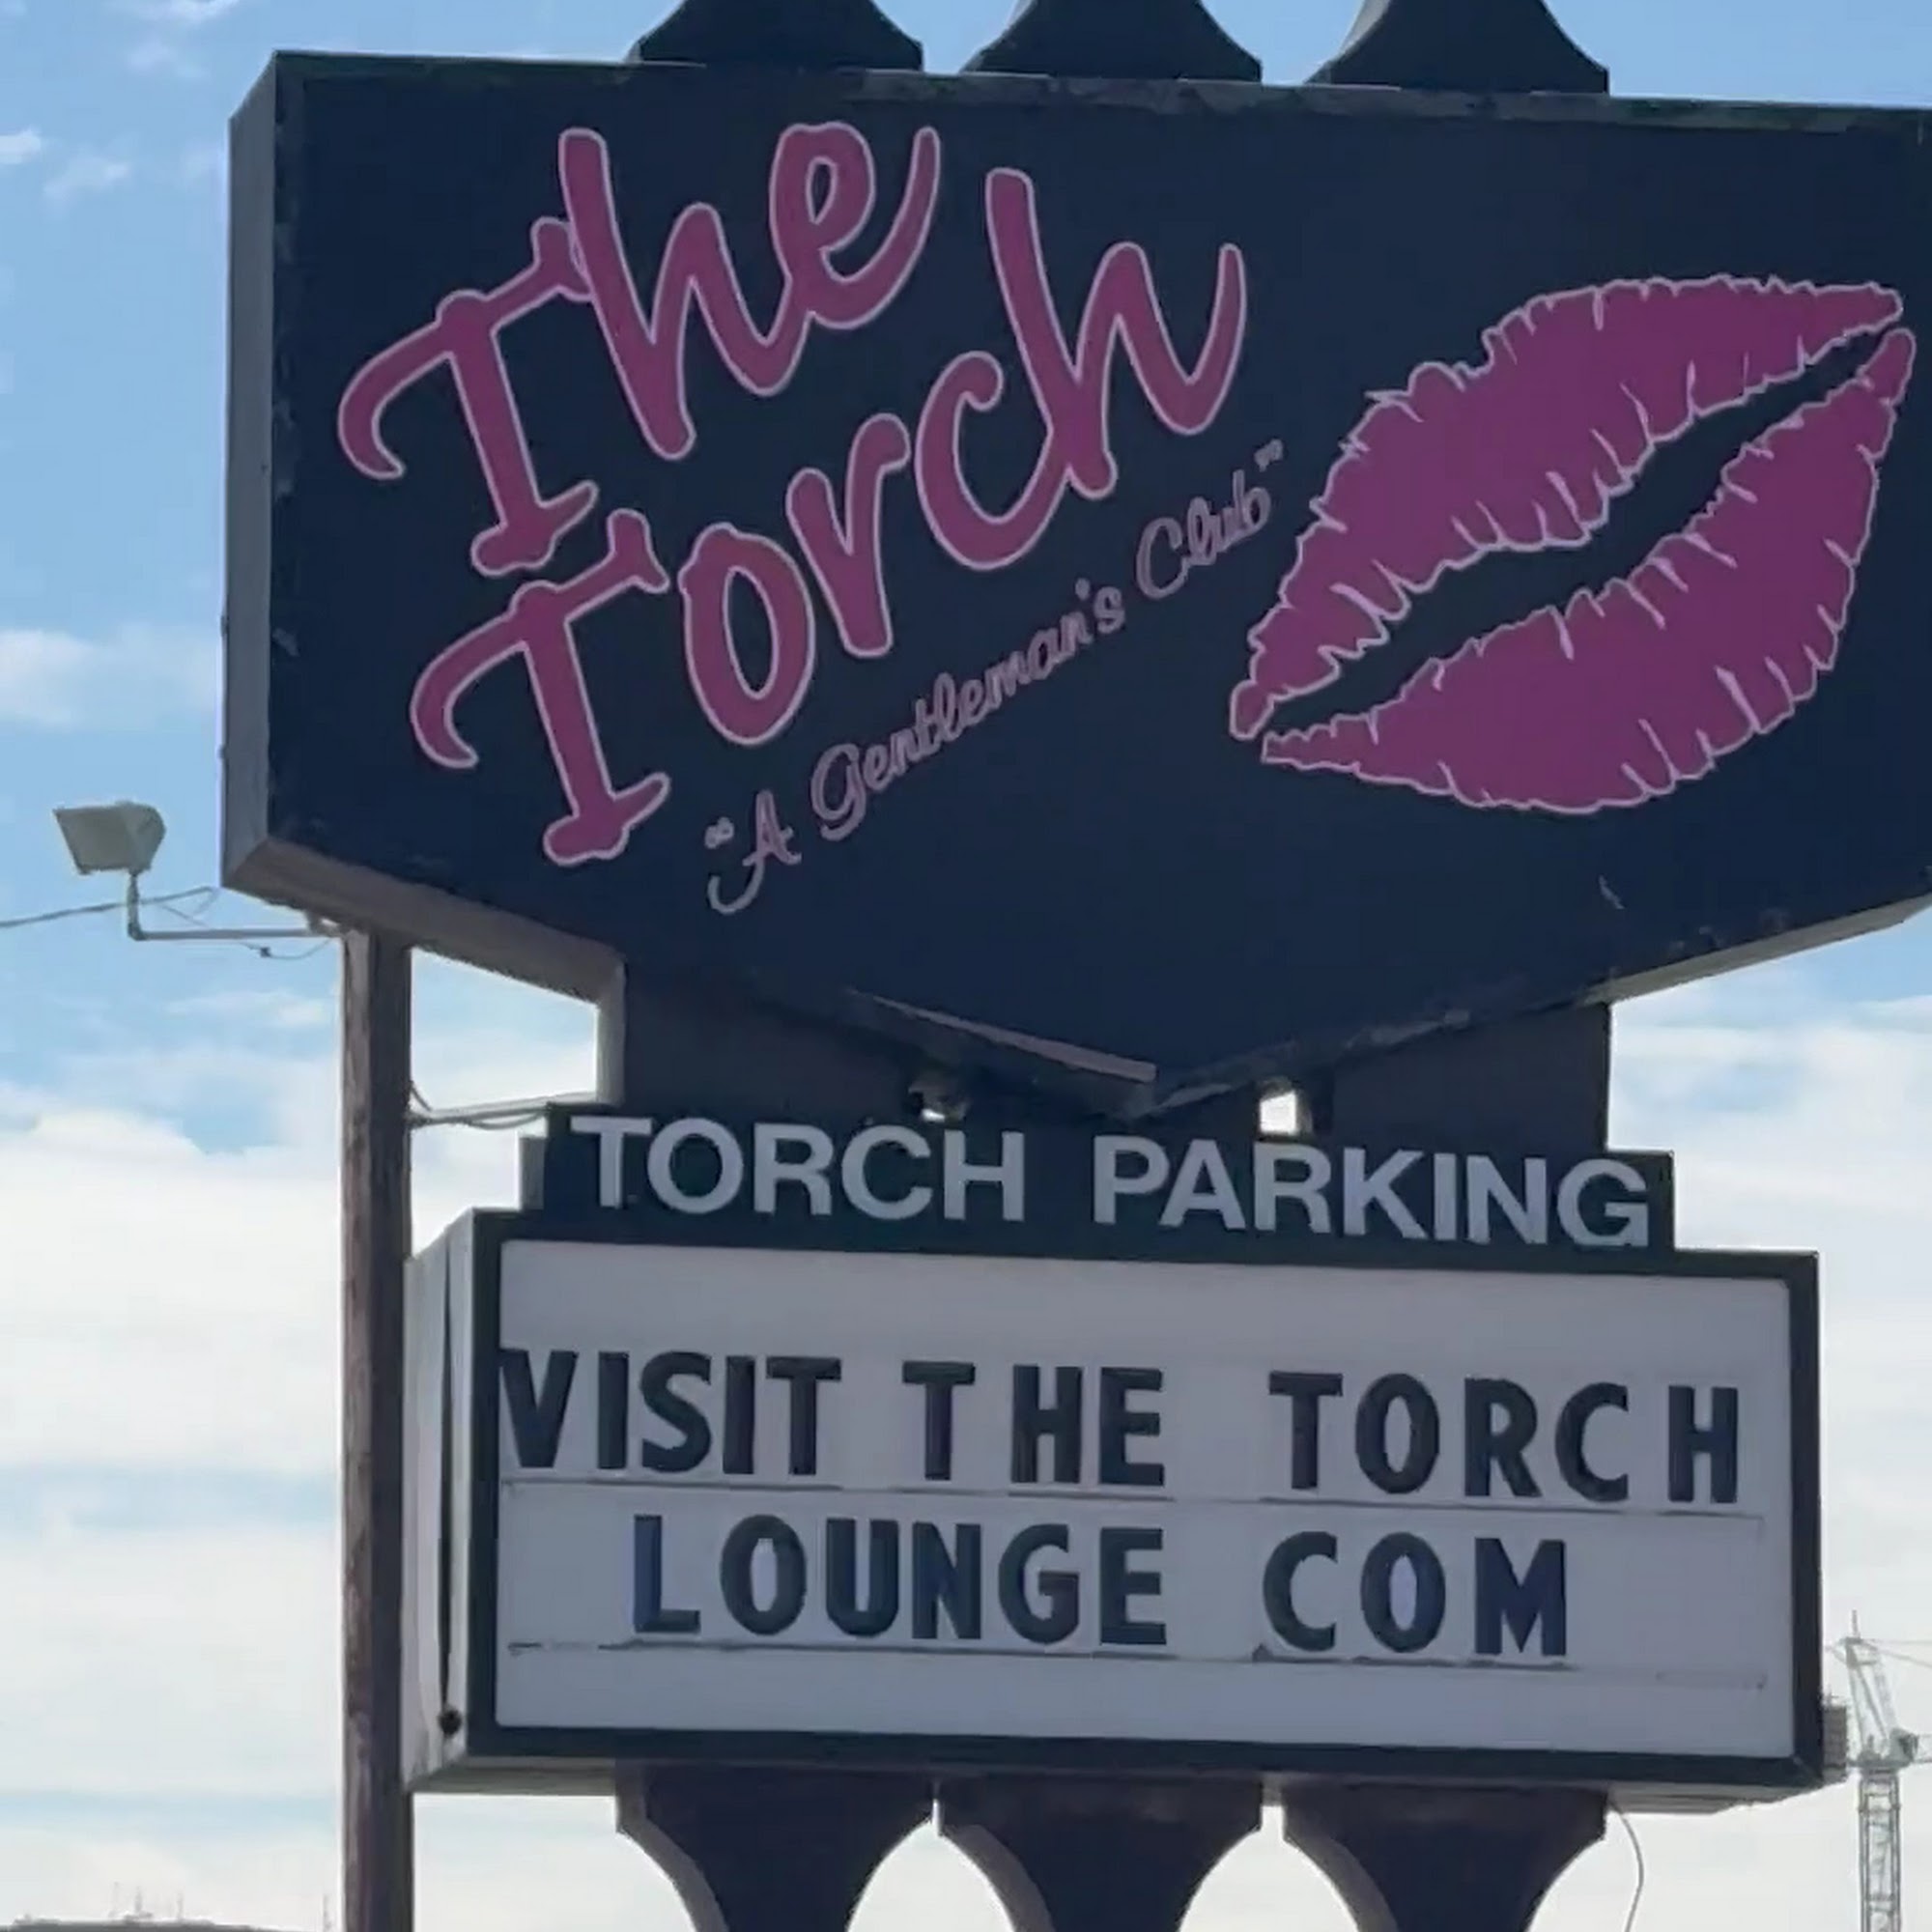 The
Torch
"A Gentleman's Club"
TORCH PARKING
VISIT THE TORCH
LOUNGE COM